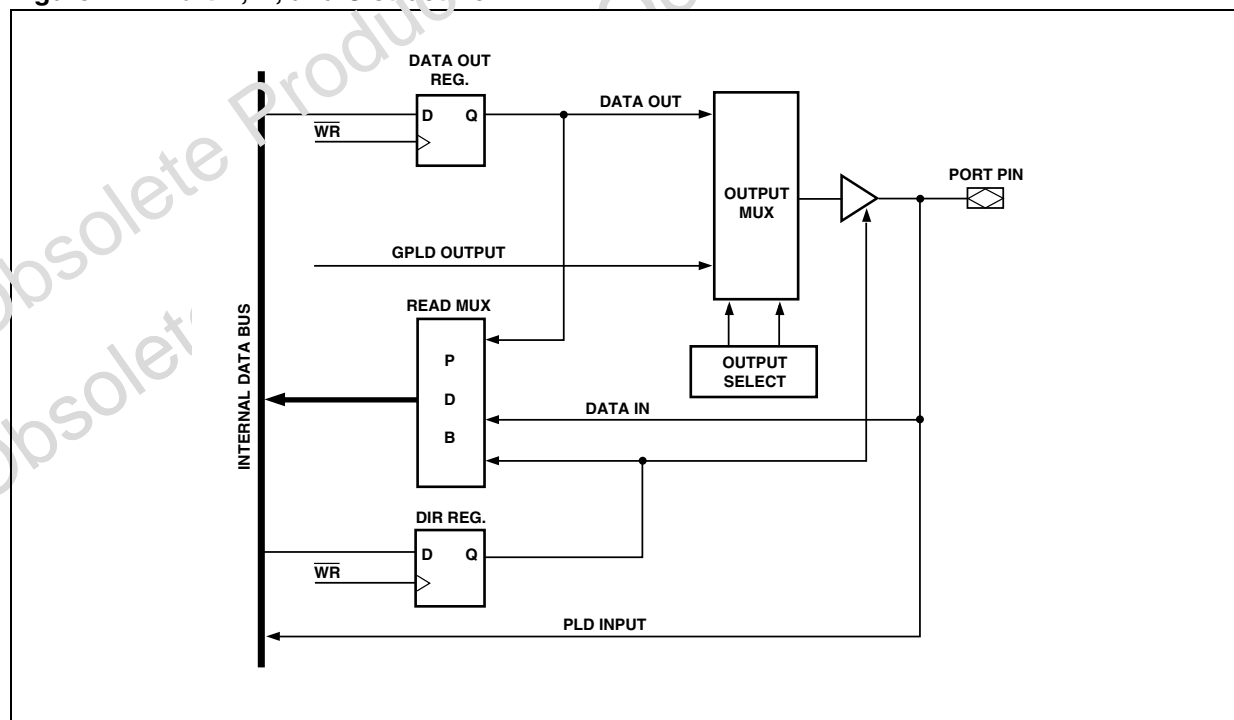 DATA OUT
REG.
D Q
WR
DATA OUT
OUTPUT
MUX
PORT PIN
GPLD OUTPUT
READ MUX
P
D
B
OUTPUT
SELECT
DATA IN
INTERNAL DATA BUS
DIR REG.
D Q
WR
PLD INPUT
Obsolete Produc
Obsolet